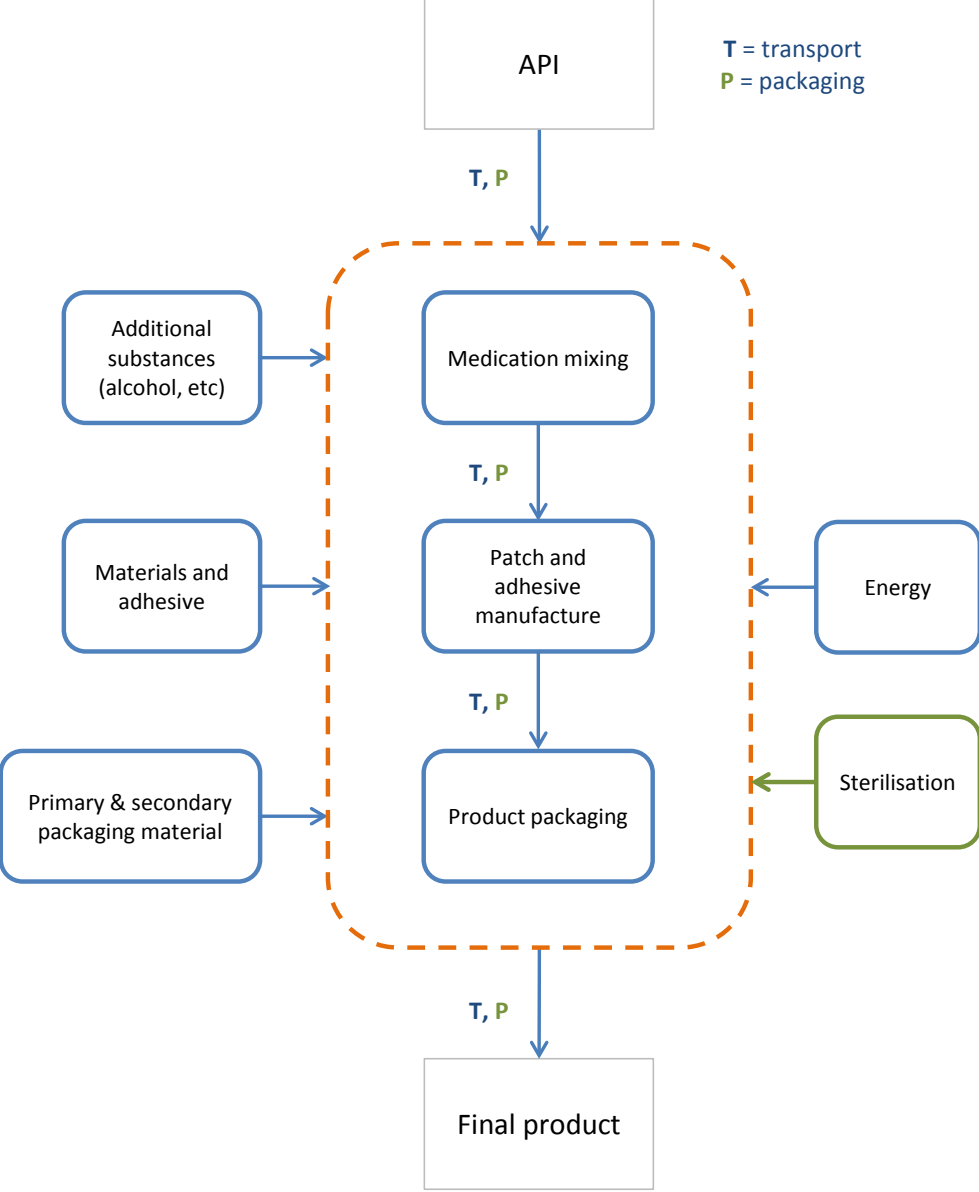 API
T = transport
P = packaging
T, P
Additional
substances
(alcohol, etc)
Medication mixing
T, P
Materials and
adhesive
Patch and
adhesive
manufacture
Energy
T, P
Primary & secondary
packaging material
Product packaging
Sterilisation
T, P
Final product